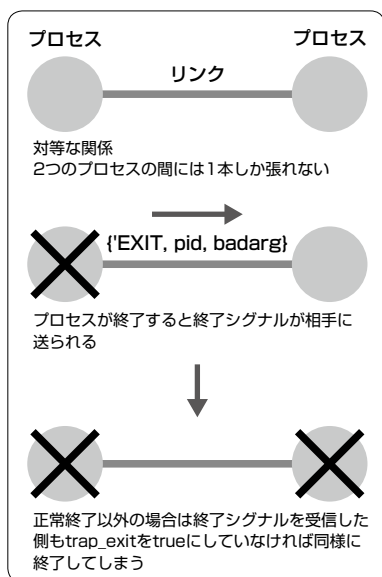 プロセス プロセス
リンク
対等な関係
2つのプロセスの間には1本しか張れない
{'EXIT, pid, badarg}
プロセスが終了すると終了シグナルが相手に
送られる
正常終了以外の場合は終了シグナルを受信した
側もtrap_exitをtrueにしていなければ同様に
終了してしまう